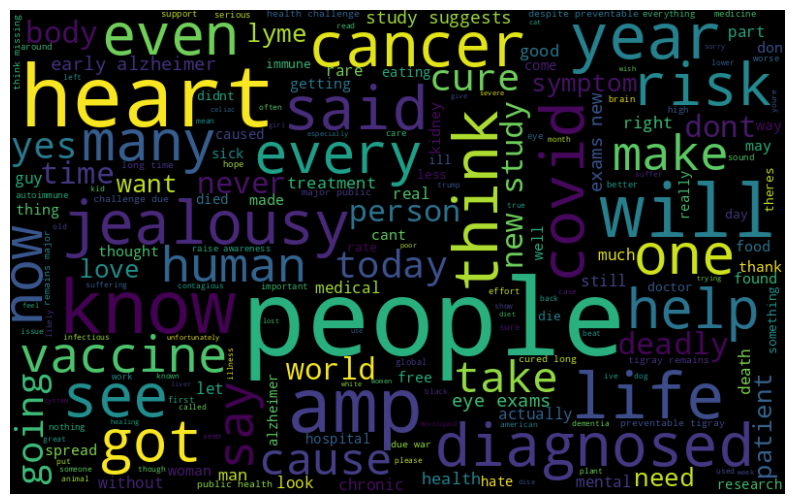 think missing
support
serious
health challenge
despite preventable
everything
medicine
study suggests
around
read
cat
body
even
lyme
cancer
year
immune
good
part
don
sorry
early alzheimer
rare
eating
cure
come
lower
worse
heart
left
getting
symptom
risk
celiac
didnt
said
wish
youre
many
often
give
severe
brain
high
yes
mean
girl
caused
especially
care
kidney
think
new study
covid
exams new
right
dont
way
time
long time
sick
hope
every
ill
eye
month
make
may
sound
guy
want
never
treatment
less
better
suffer
autoimmune
kid
died
major public
trump
real
true
really
day
theres
thing
challenge due
made
person
will
old
jealousy
cant
well
one
food
now
remains major
thought
rate
poor
much
thank
love
raise awareness
human
today
still
found
feel
suffering
contagious
important
medical
effort
back
case
doctor
trying
likely
know
lost
people
show
diet
sure
die
help
something
issue
infectious
unfortunately
use
beat
deadly
vaccine
illness
world
global
cured long
tigray remains
going
work
known
liver
let
white
women
free
take
ive
dog
death
see
say
first
called
alzheimer
amp
black
eye exams
life
patient
healing
developed
actually
dementia
preventable tigray
nothing
great
got
seem
american
spread
hospital
due war
diagnosed
put
someone
though
woman
man
cause
please
plant
used
week
animal
without
public health
look
chronic
health
hate
dise
mental
need
research